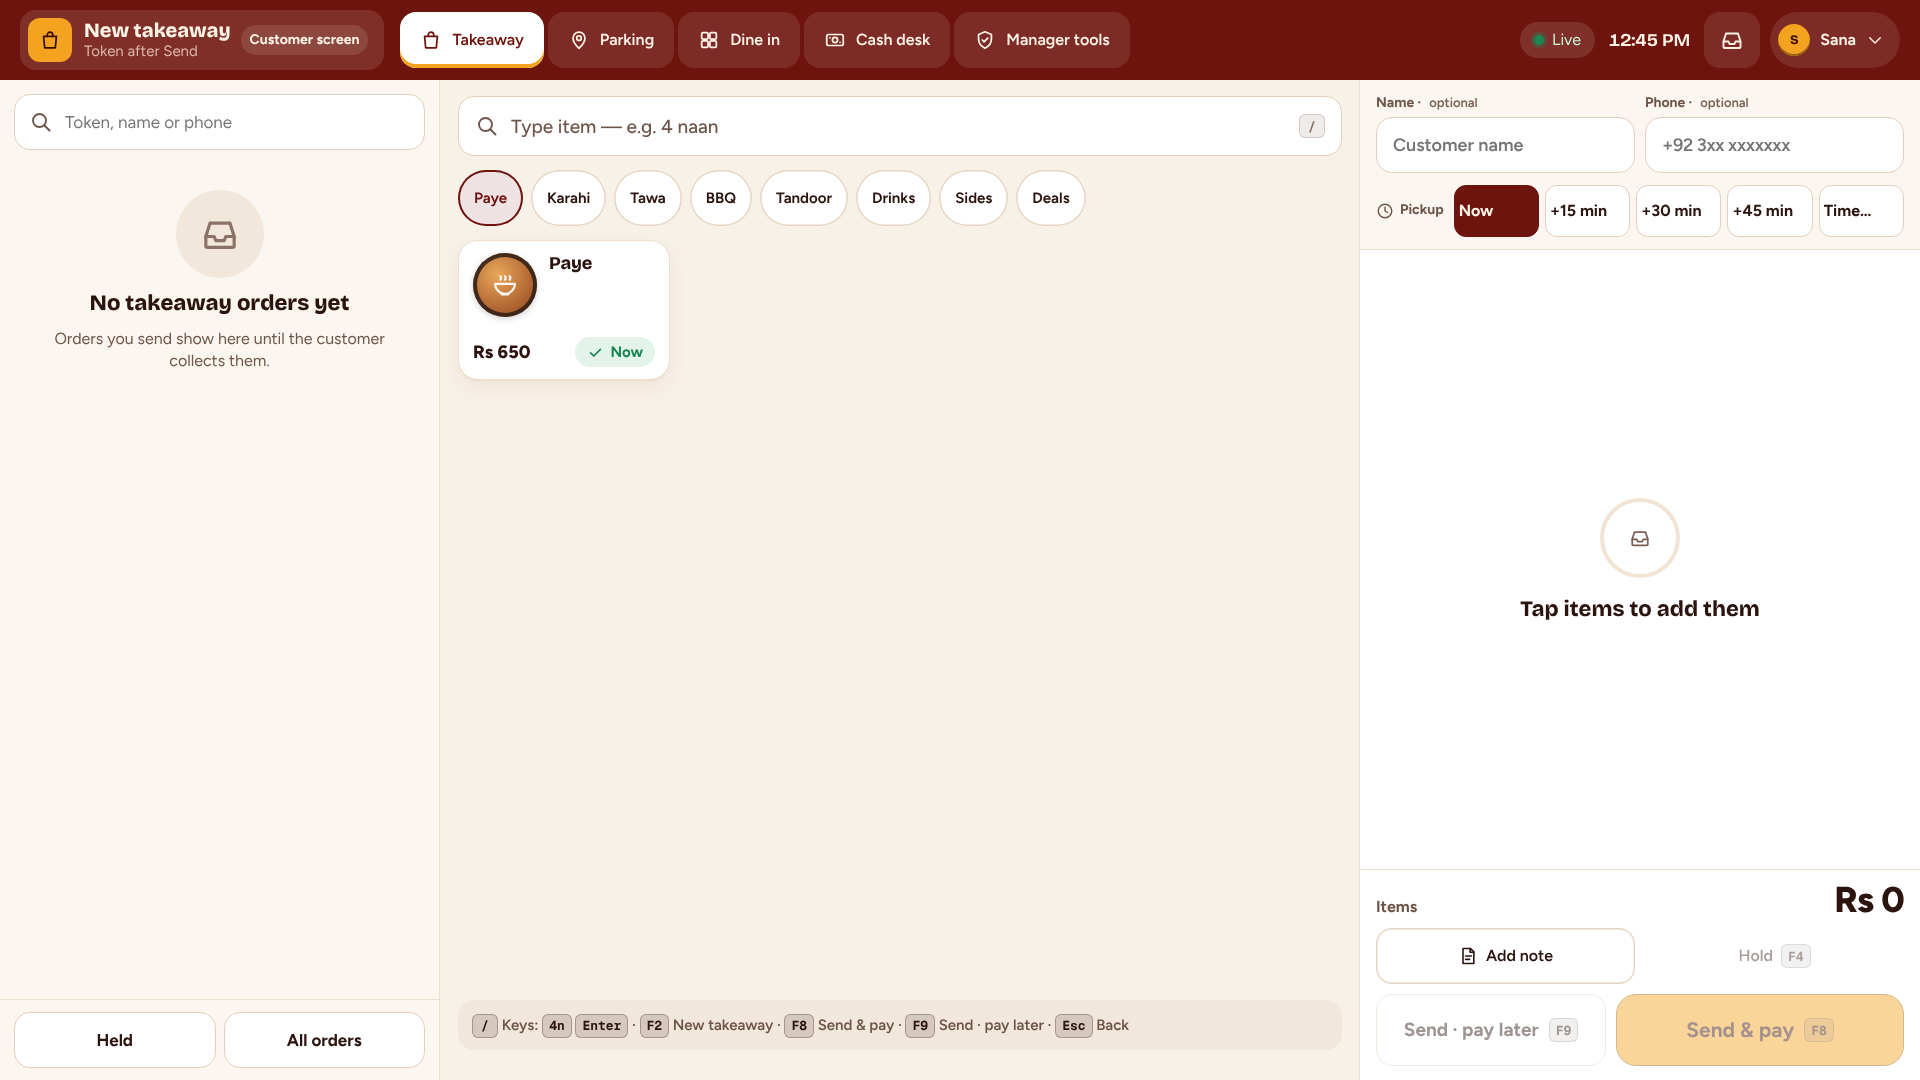 New takeaway
Token after Send
Customer screen
Takeaway
Parking
Dine in
Cash desk
Manager tools
Live
12:45 PM
S
Sana
Token, name or phone
No takeaway orders yet
Orders you send show here until the customer
collects them.
Held
All orders
Type item — e.g. 4 naan
/
Paye
Karahi
Tawa
BBQ
Tandoor
Drinks
Sides
Deals
Paye
Rs 650
Now
/ Keys: 4n Enter · F2 New takeaway · F8 Send & pay · F9 Send · pay later · Esc Back
Name · optional
Phone · optional
Customer name
+92 3xx xxxxxxx
Pickup
Now
+15 min
+30 min
+45 min
Time...
Tap items to add them
Items
Rs 0
Add note
Hold F4
Send · pay later F9
Send & pay F8